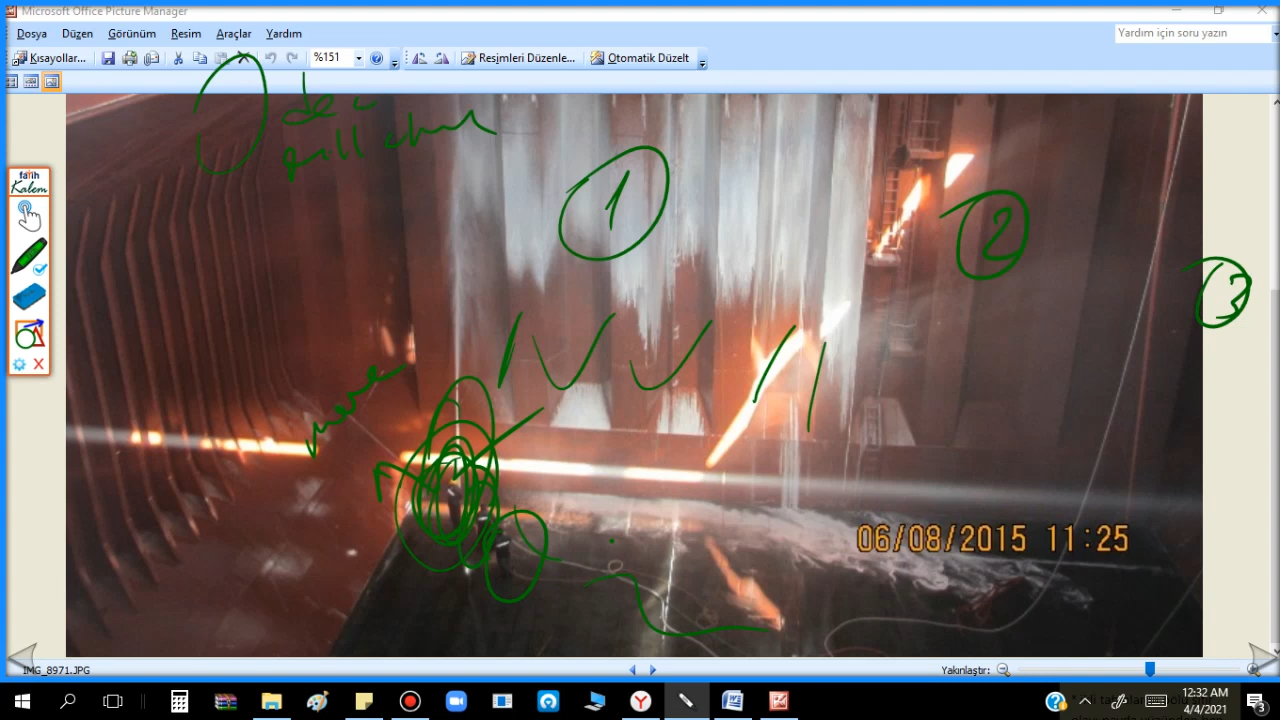 Microsoft Office Picture Manager
Dosya Düzen Görünüm Resim Araçlar Yardım
Yardım için soru yazın
Kısayollar... %151 Resimleri Düzenle... Otomatik Düzelt
fatih
Kalem
1
2
3
06/08/2015 11:25
IMG_8971.JPG
Yakınlaştır:
12:32 AM
4/4/2021
3